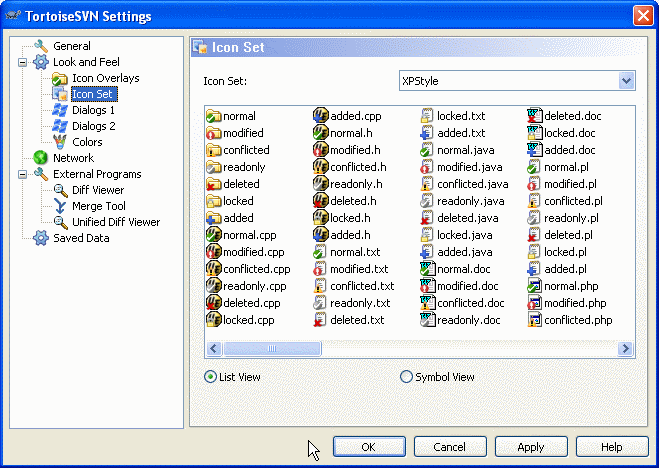 TortoiseSVN Settings
General
Look and Feel
Icon Overlays
Icon Set
Dialogs 1
Dialogs 2
Colors
Network
External Programs
Diff Viewer
Merge Tool
Unified Diff Viewer
Saved Data
Icon Set
Icon Set: XPStyle
normal added.cpp locked.txt deleted.doc
modified normal.h added.txt locked.doc
conflicted modified.h normal.java added.doc
readonly conflicted.h modified.java normal.pl
deleted readonly.h conflicted.java modified.pl
locked deleted.h readonly.java conflicted.pl
added locked.h deleted.java readonly.pl
normal.cpp added.h locked.java deleted.pl
modified.cpp normal.txt added.java locked.pl
conflicted.cpp modified.txt normal.doc added.pl
readonly.cpp conflicted.txt modified.doc normal.php
deleted.cpp readonly.txt conflicted.doc modified.php
locked.cpp deleted.txt readonly.doc conflicted.php
List View Symbol View
OK Cancel Apply Help